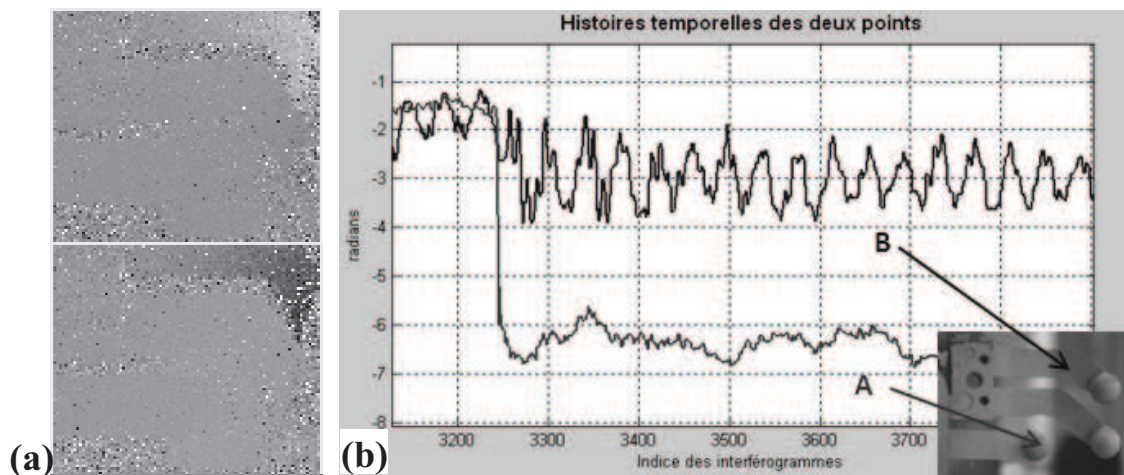 (a)
(b)
Histoires temporelles des deux points
radians
-1
-2
-3
-4
-5
-6
-7
-8
3200
3300
3400
3500
3600
3700
Indice des interférogrammes
B
A